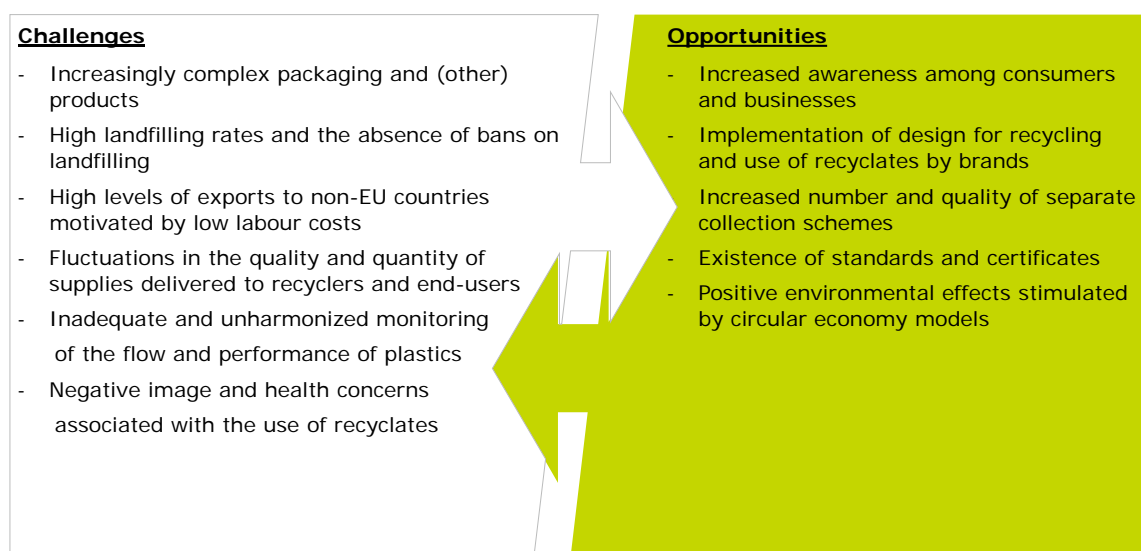 Challenges
- Increasingly complex packaging and (other)
products
- High landfilling rates and the absence of bans on
landfilling
- High levels of exports to non-EU countries
motivated by low labour costs
- Fluctuations in the quality and quantity of
supplies delivered to recyclers and end-users
- Inadequate and unharmonized monitoring
of the flow and performance of plastics
- Negative image and health concerns
associated with the use of recyclates
Opportunities
- Increased awareness among consumers
and businesses
- Implementation of design for recycling
and use of recyclates by brands
Increased number and quality of separate
collection schemes
- Existence of standards and certificates
- Positive environmental effects stimulated
by circular economy models